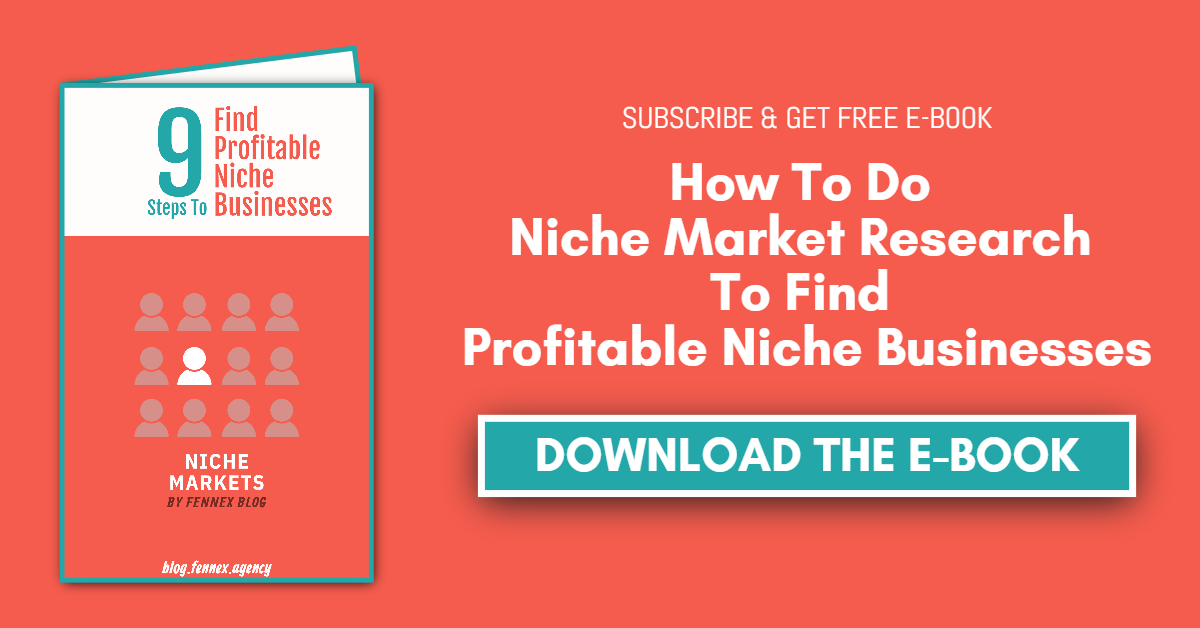 9
Steps To
Find
Profitable
Niche
Businesses
NICHE
MARKETS
BY FENNEX BLOG
blog.fennex.agency
SUBSCRIBE & GET FREE E-BOOK
How To Do
Niche Market Research
To Find
Profitable Niche Businesses
DOWNLOAD THE E-BOOK